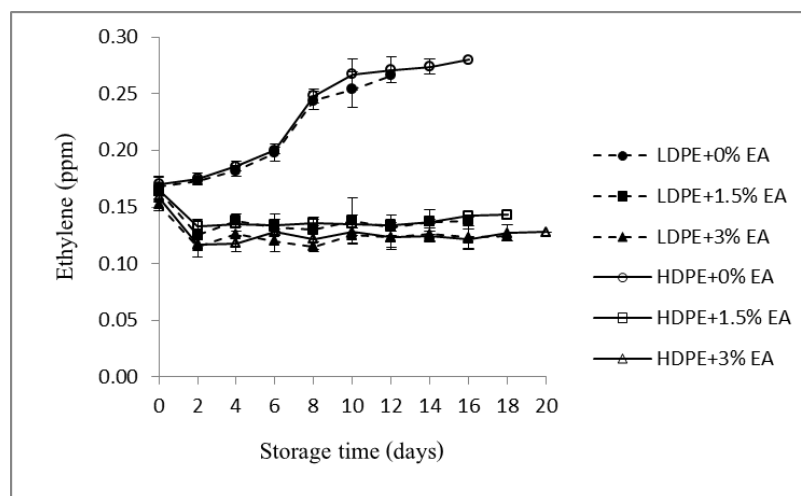 0.30
0.25
0.20
0.15
0.10
0.05
0.00
Ethylene (ppm)
0 2 4 6 8 10 12 14 16 18 20
Storage time (days)
LDPE+0% EA
LDPE+1.5% EA
LDPE+3% EA
HDPE+0% EA
HDPE+1.5% EA
HDPE+3% EA